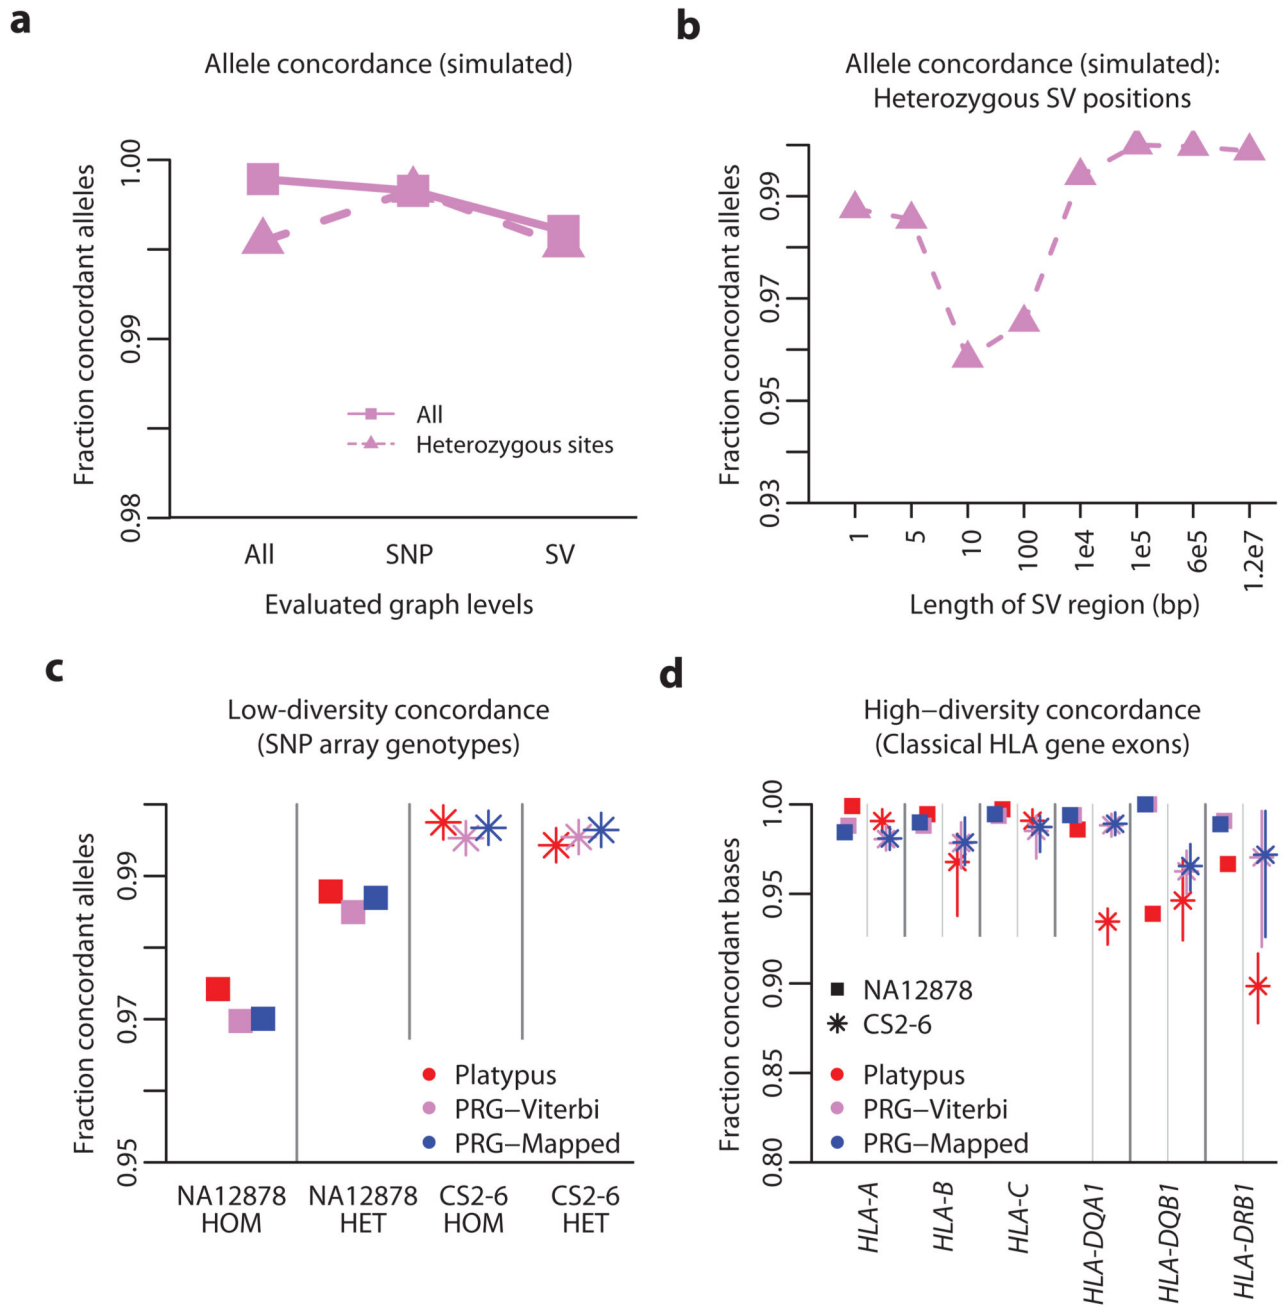 a
Allele concordance (simulated)
Fraction concordant alleles
1.00
0.99
0.98
All
Heterozygous sites
All SNP SV
Evaluated graph levels
b
Allele concordance (simulated):
Heterozygous SV positions
Fraction concordant alleles
0.99
0.97
0.95
0.93
1 5 10 100 1e4 1e5 6e5 1.2e7
Length of SV region (bp)
c
Low-diversity concordance
(SNP array genotypes)
Fraction concordant alleles
0.99
0.97
0.95
Platypus
PRG−Viterbi
PRG−Mapped
NA12878 NA12878 CS2-6 CS2-6
HOM HET HOM HET
d
High−diversity concordance
(Classical HLA gene exons)
Fraction concordant bases
1.00
0.95
0.90
0.85
0.80
NA12878
CS2-6
Platypus
PRG−Viterbi
PRG−Mapped
HLA-A HLA-B HLA-C HLA-DQA1 HLA-DQB1 HLA-DRB1